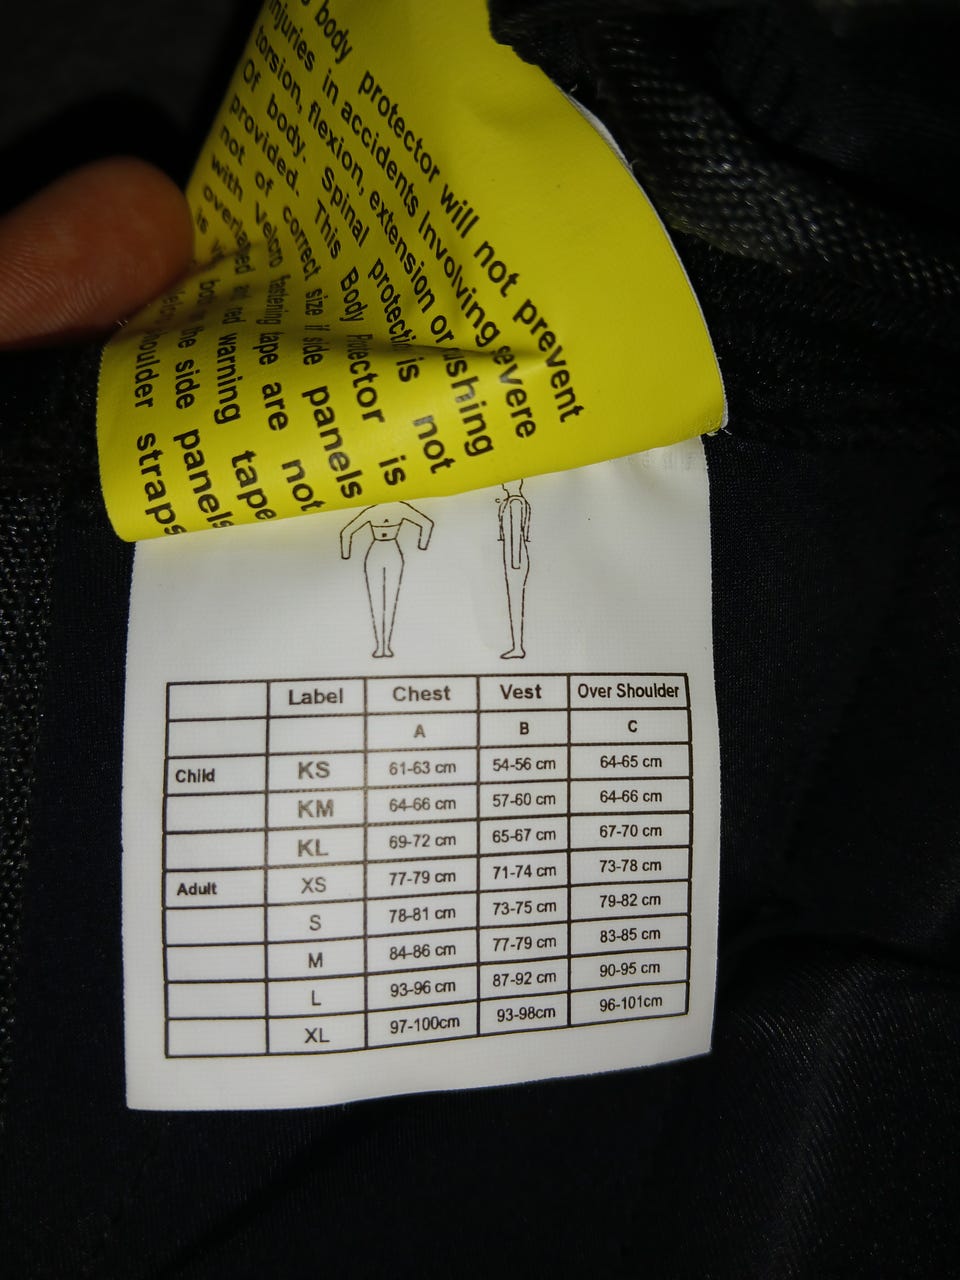 body protector will not prevent
injuries in accidents Involving severe
torsion, flexion, extension or
Of body. Spinal is not
provided. This Body is
not of correct size if side panels
with Velcro fastening tape are not
red warning tape
the side panels
straps
A
B
C
Label Chest Vest Over Shoulder
A B C
Child KS 61-63 cm 54-56 cm 64-65 cm
KM 64-66 cm 57-60 cm 64-66 cm
KL 69-72 cm 65-67 cm 67-70 cm
Adult XS 77-79 cm 71-74 cm 73-78 cm
S 78-81 cm 73-75 cm 79-82 cm
M 84-86 cm 77-79 cm 83-85 cm
L 93-96 cm 87-92 cm 90-95 cm
XL 97-100cm 93-98cm 96-101cm